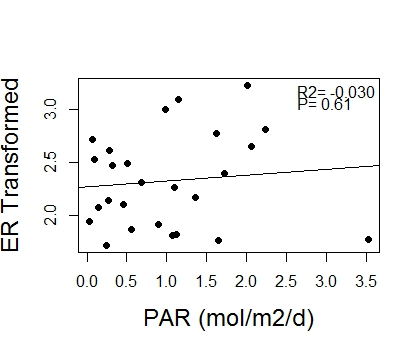 R2= -0.030
P= 0.61
ER Transformed
3.0
2.5
2.0
0.0 0.5 1.0 1.5 2.0 2.5 3.0 3.5
PAR (mol/m2/d)